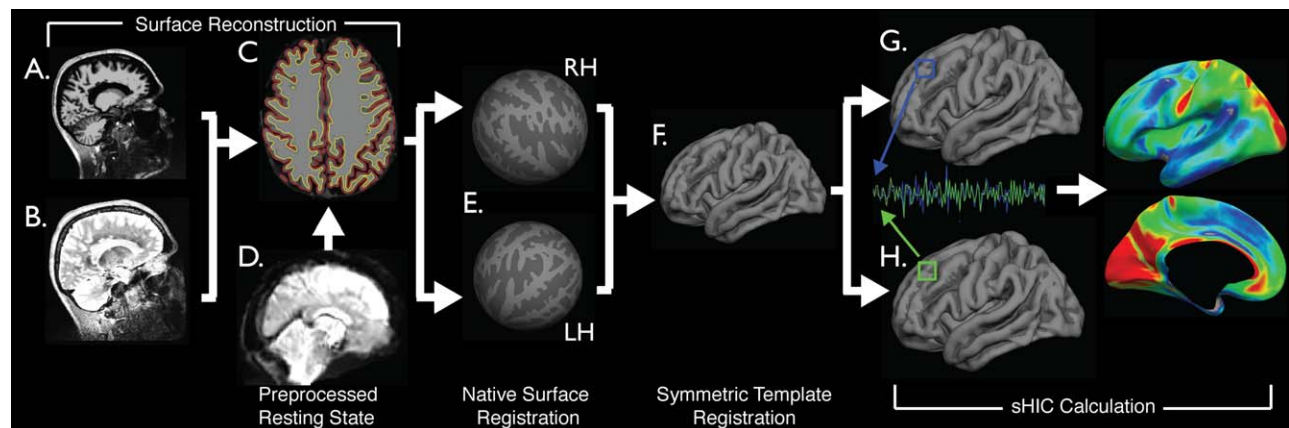 Surface Reconstruction
A.
B.
C
D.
RH
E.
LH
F.
G.
H.
Preprocessed
Resting State
Native Surface
Registration
Symmetric Template
Registration
sHIC Calculation